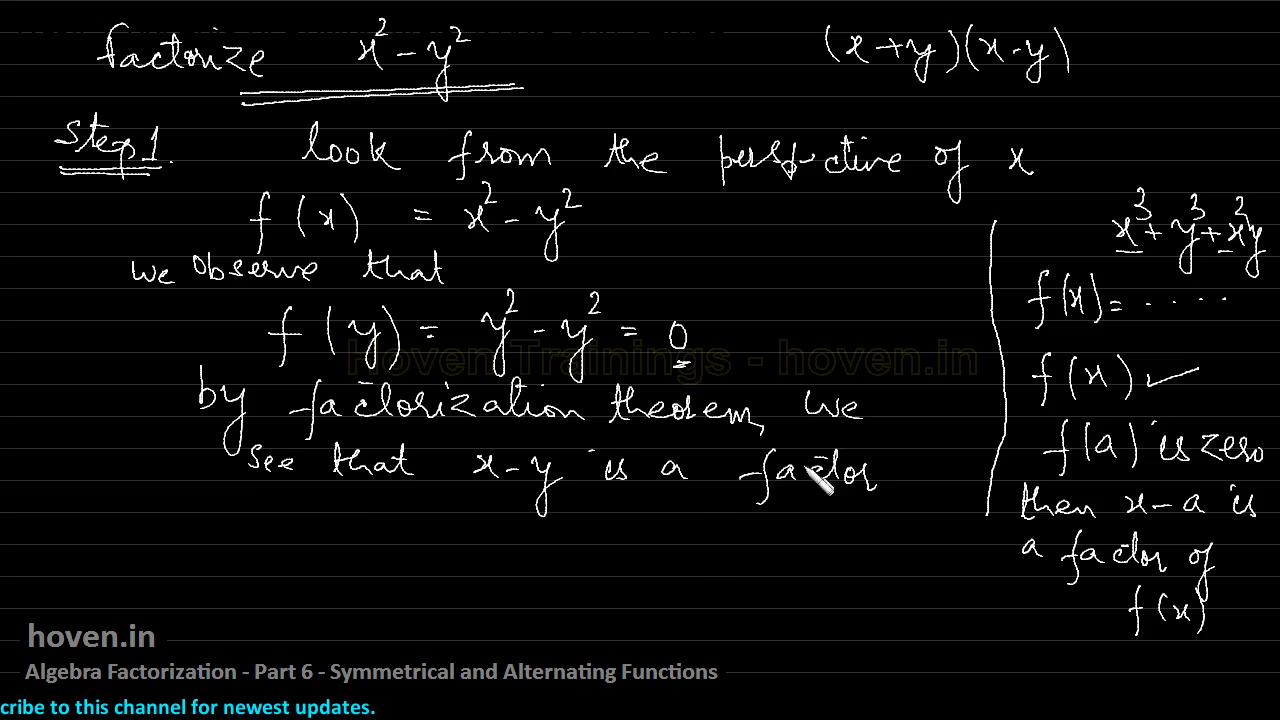 factorize x² - y² (x + y)(x - y)
Step 1. look from the perspective of x
f(x) = x² - y²
we observe that
f(y) = y² - y² = 0
by factorization theorem, we
see that x - y is a factor
x³ + y³ + x²y
f(x) = ......
f(x) ✓
f(a) is zero
then x - a is
a factor of
f(x)
Hoven Trainings - hoven.in
hoven.in
Algebra Factorization - Part 6 - Symmetrical and Alternating Functions
cribe to this channel for newest updates.